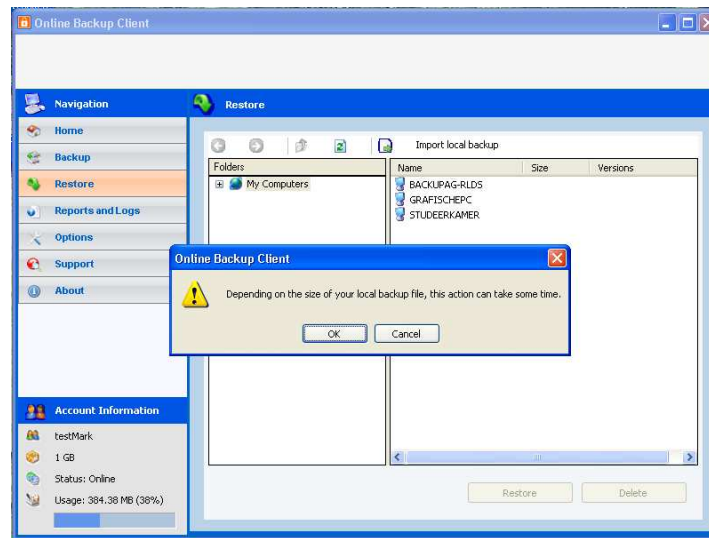 Online Backup Client
Navigation
Home
Backup
Restore
Reports and Logs
Options
Support
About
Account Information
testMark
1 GB
Status: Online
Usage: 384.38 MB (38%)
Restore
Import local backup
Folders
My Computers
Name Size Versions
BACKUPAG-RLDS
GRAFISCHEPC
STUDEERKAMER
Online Backup Client
Depending on the size of your local backup file, this action can take some time.
OK Cancel
Restore Delete